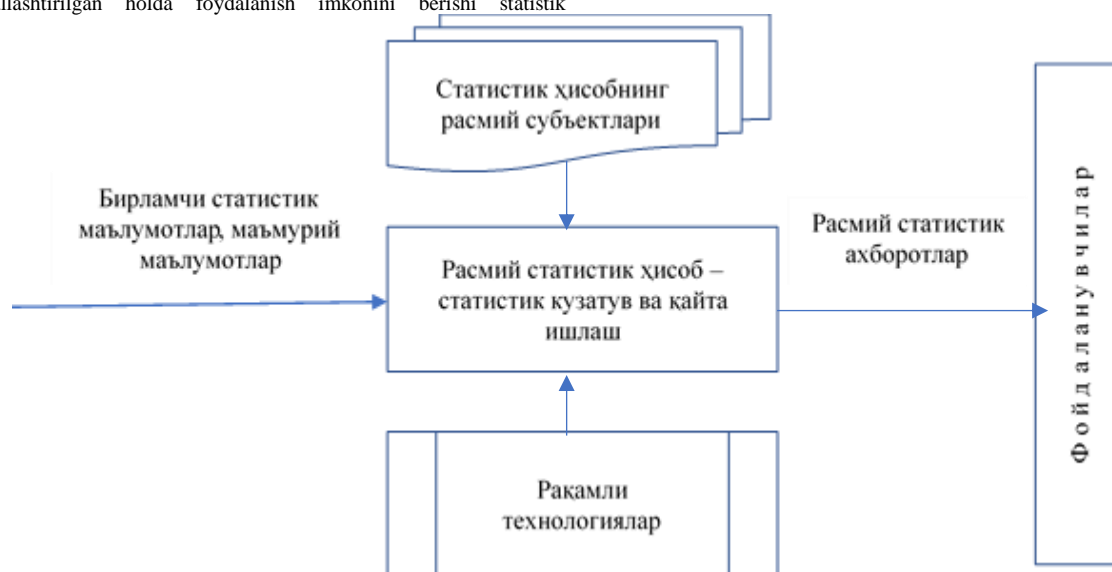 foydalanish imkonini berishi statistik
holda
Статистик ҳисобнинг
расмий субъектлари
Бирламчи статистик
маълумотлар, маъмурий
маълумотлар
Расмий статистик ҳисоб –
статистик кузатув ва қайта
ишлаш
Расмий статистик
ахборотлар
Фойдаланувчилар
Рақамли
технологиялар